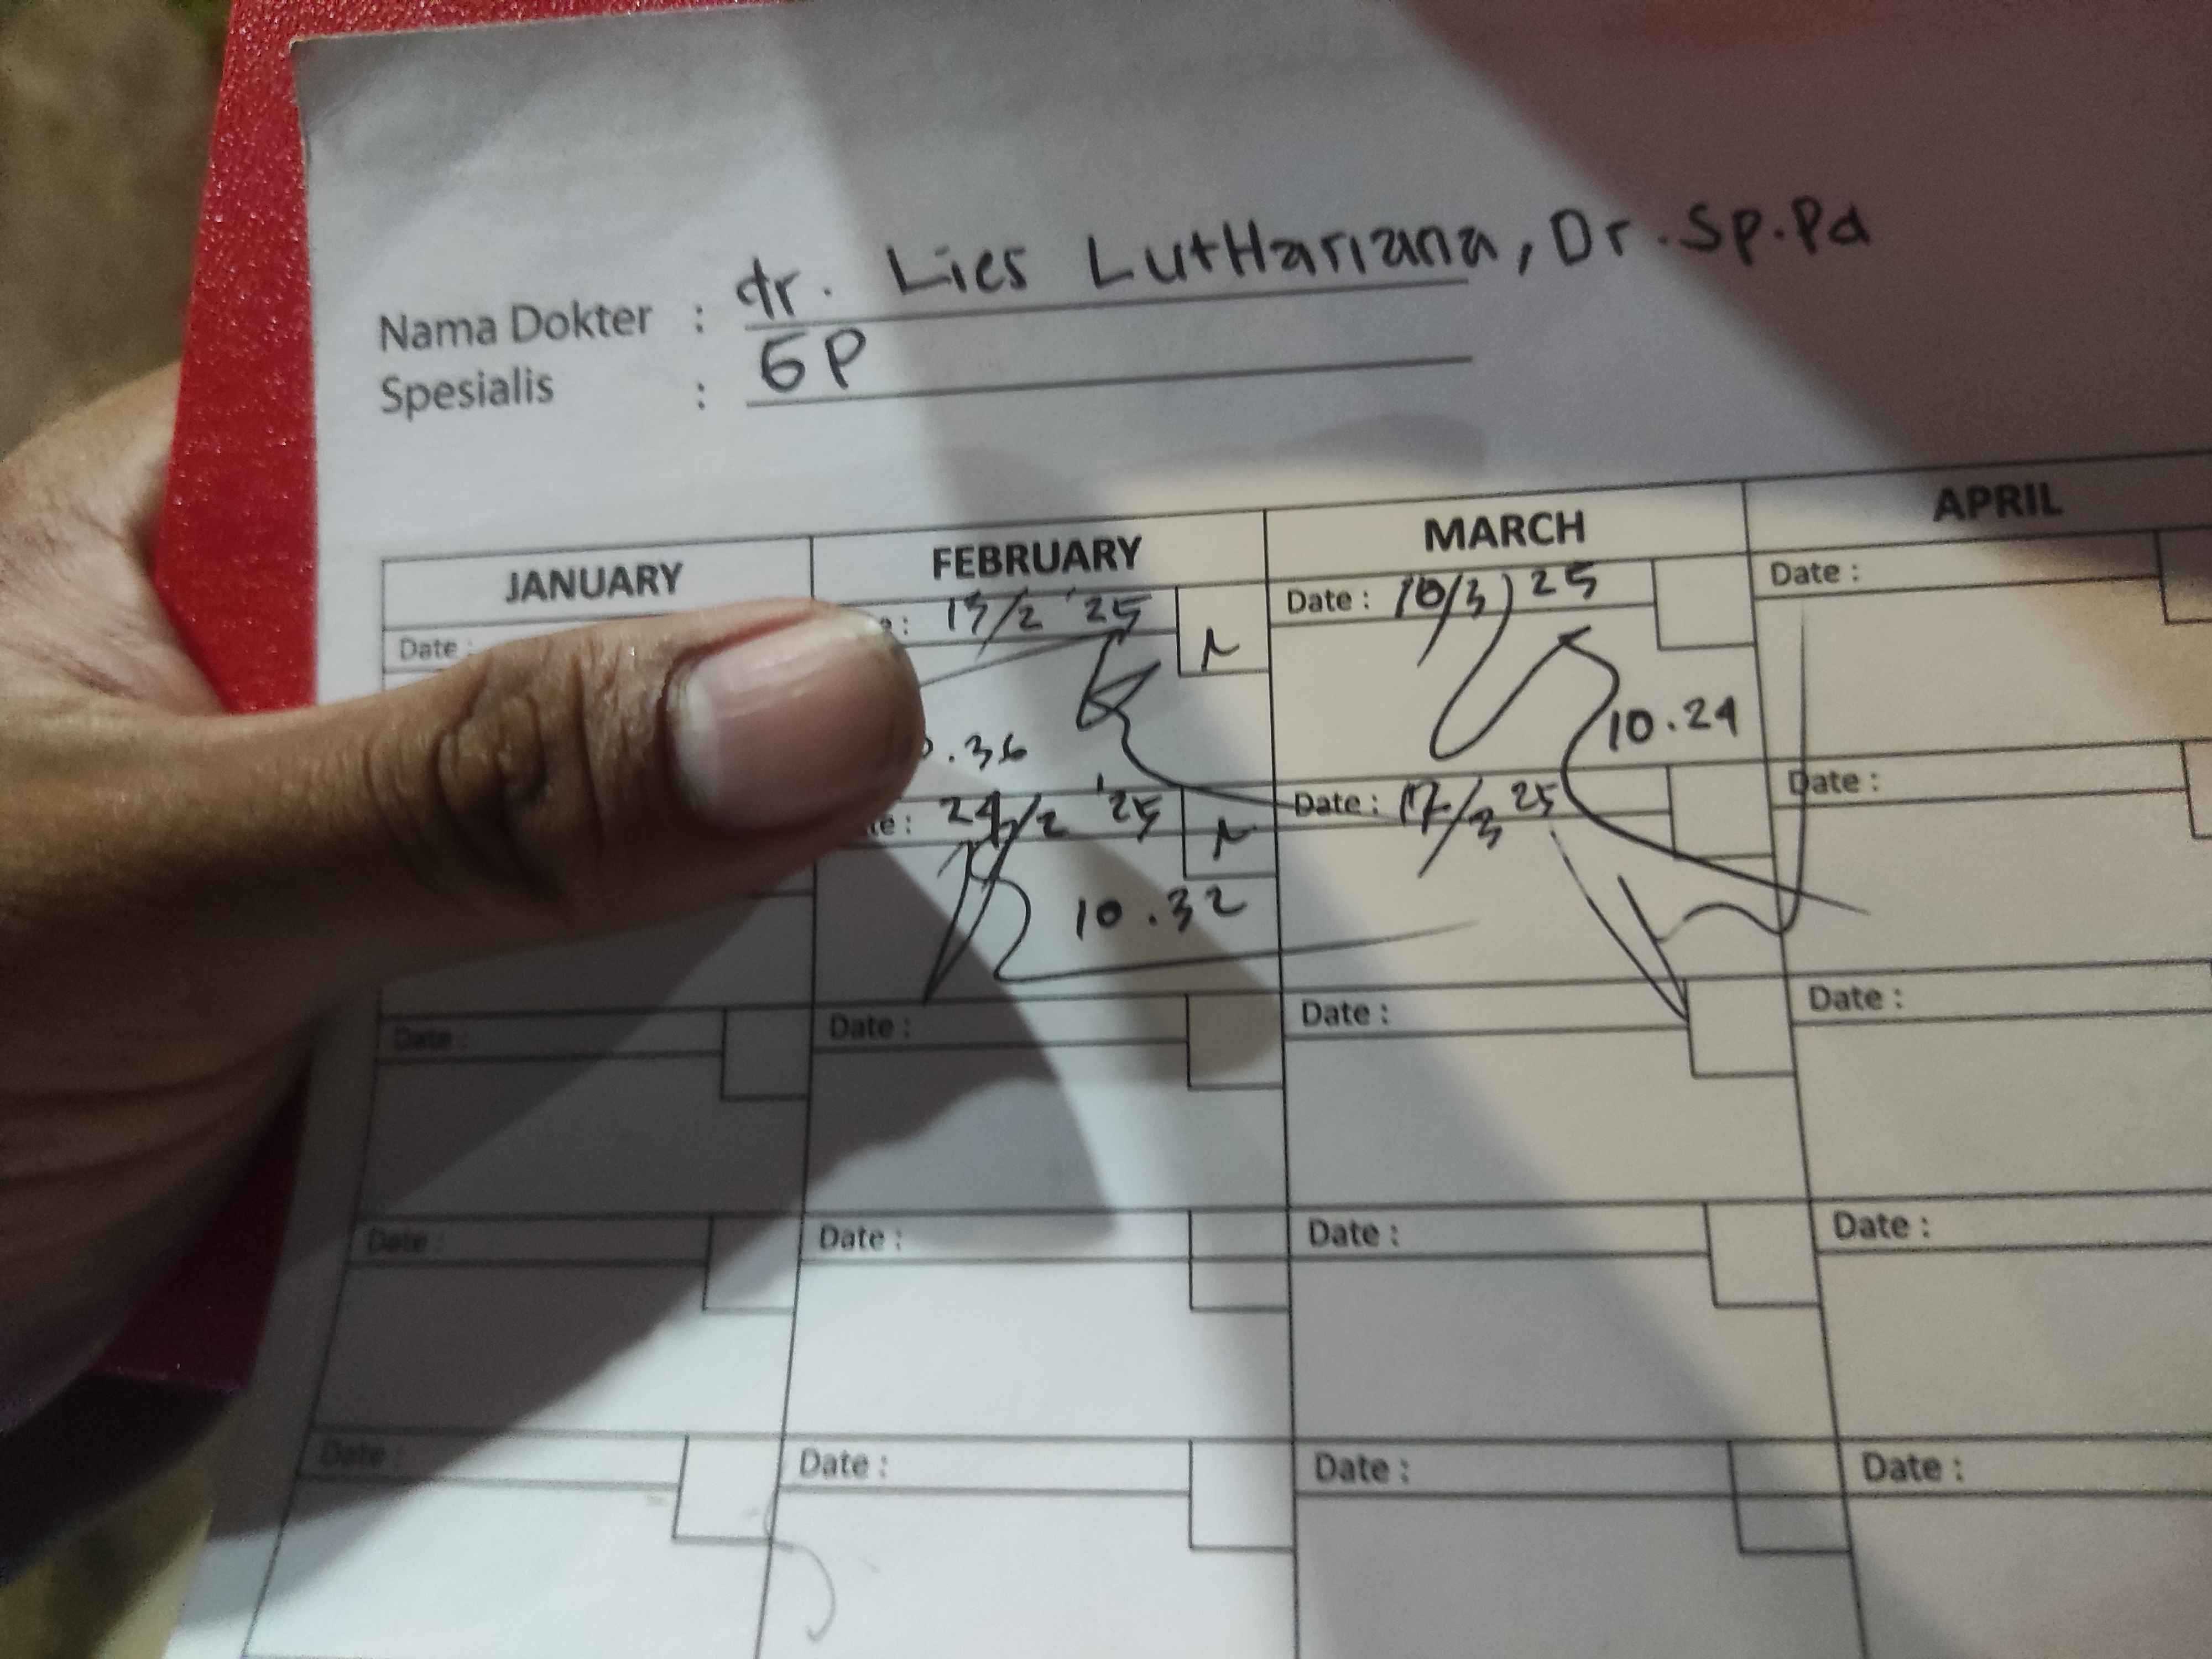 Nama Dokter : dr. Lies LutHariana, Dr. Sp. Pd
Spesialis : GP
JANUARY FEBRUARY MARCH APRIL
Date : 13/2 '25 Date : 10/3 25 Date :
.36 10.24
24/2 '25 Date : 17/3 25 Date :
10.32
Date : Date : Date : Date :
Date : Date : Date : Date :
Date : Date : Date : Date :